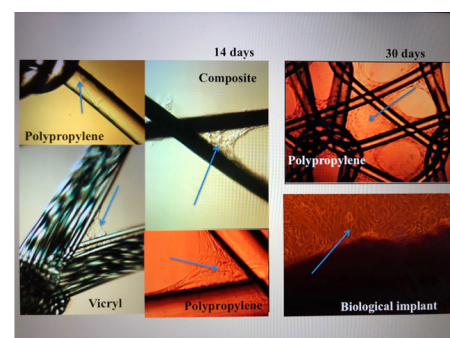 14 days
30 days
Composite
Polypropylene
Polypropylene
Vicryl
Polypropylene
Biological implant